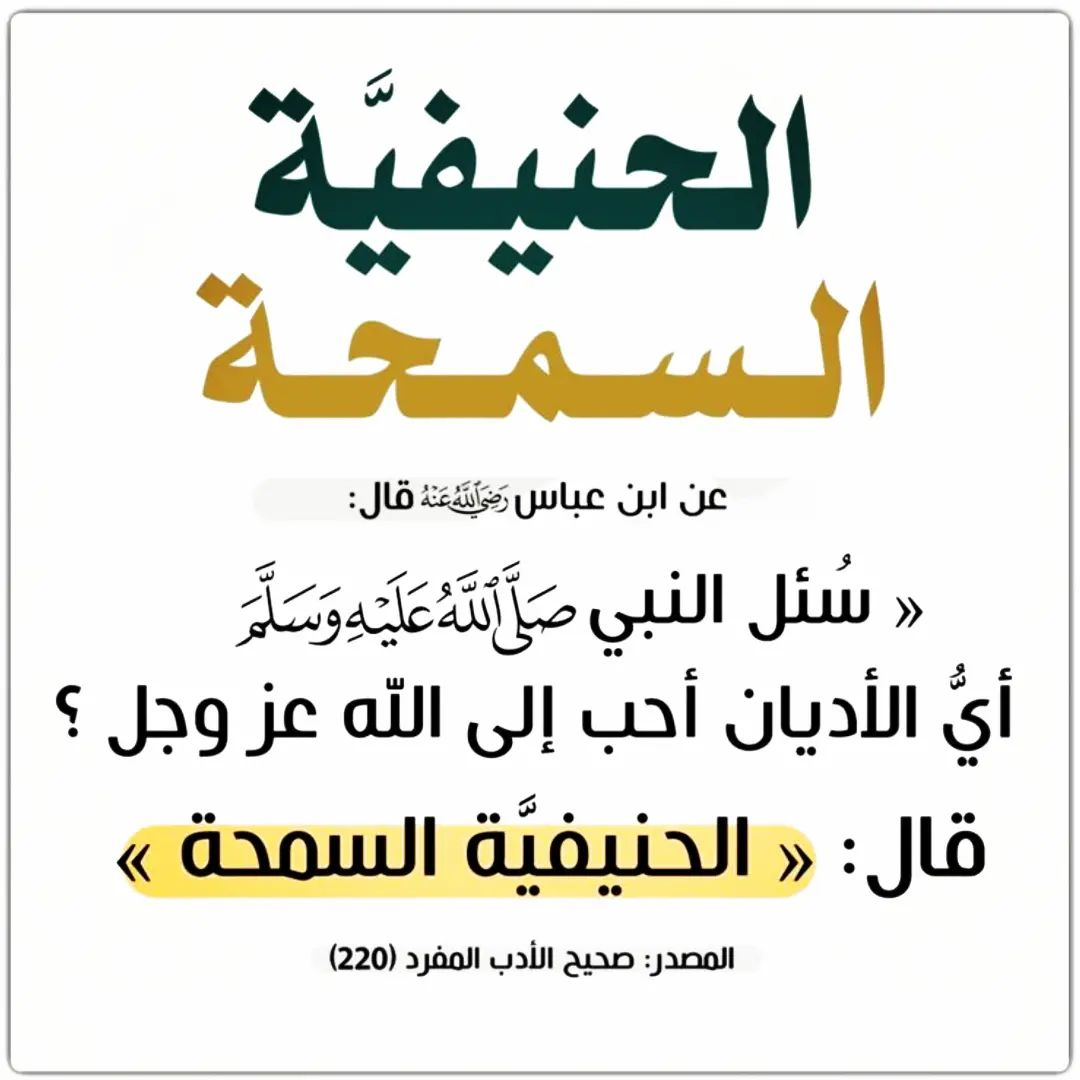 الحنيفيَّة
السمحة
عن ابن عباس رَضِيَ اللَّهُ عَنْهُ قال:
« سُئل النبي صَلَّى اللَّهُ عَلَيْهِ وَسَلَّمَ
أيُّ الأديان أحب إلى الله عز وجل ؟
قال: « الحنيفيَّة السمحة »
المصدر: صحيح الأدب المفرد (220)